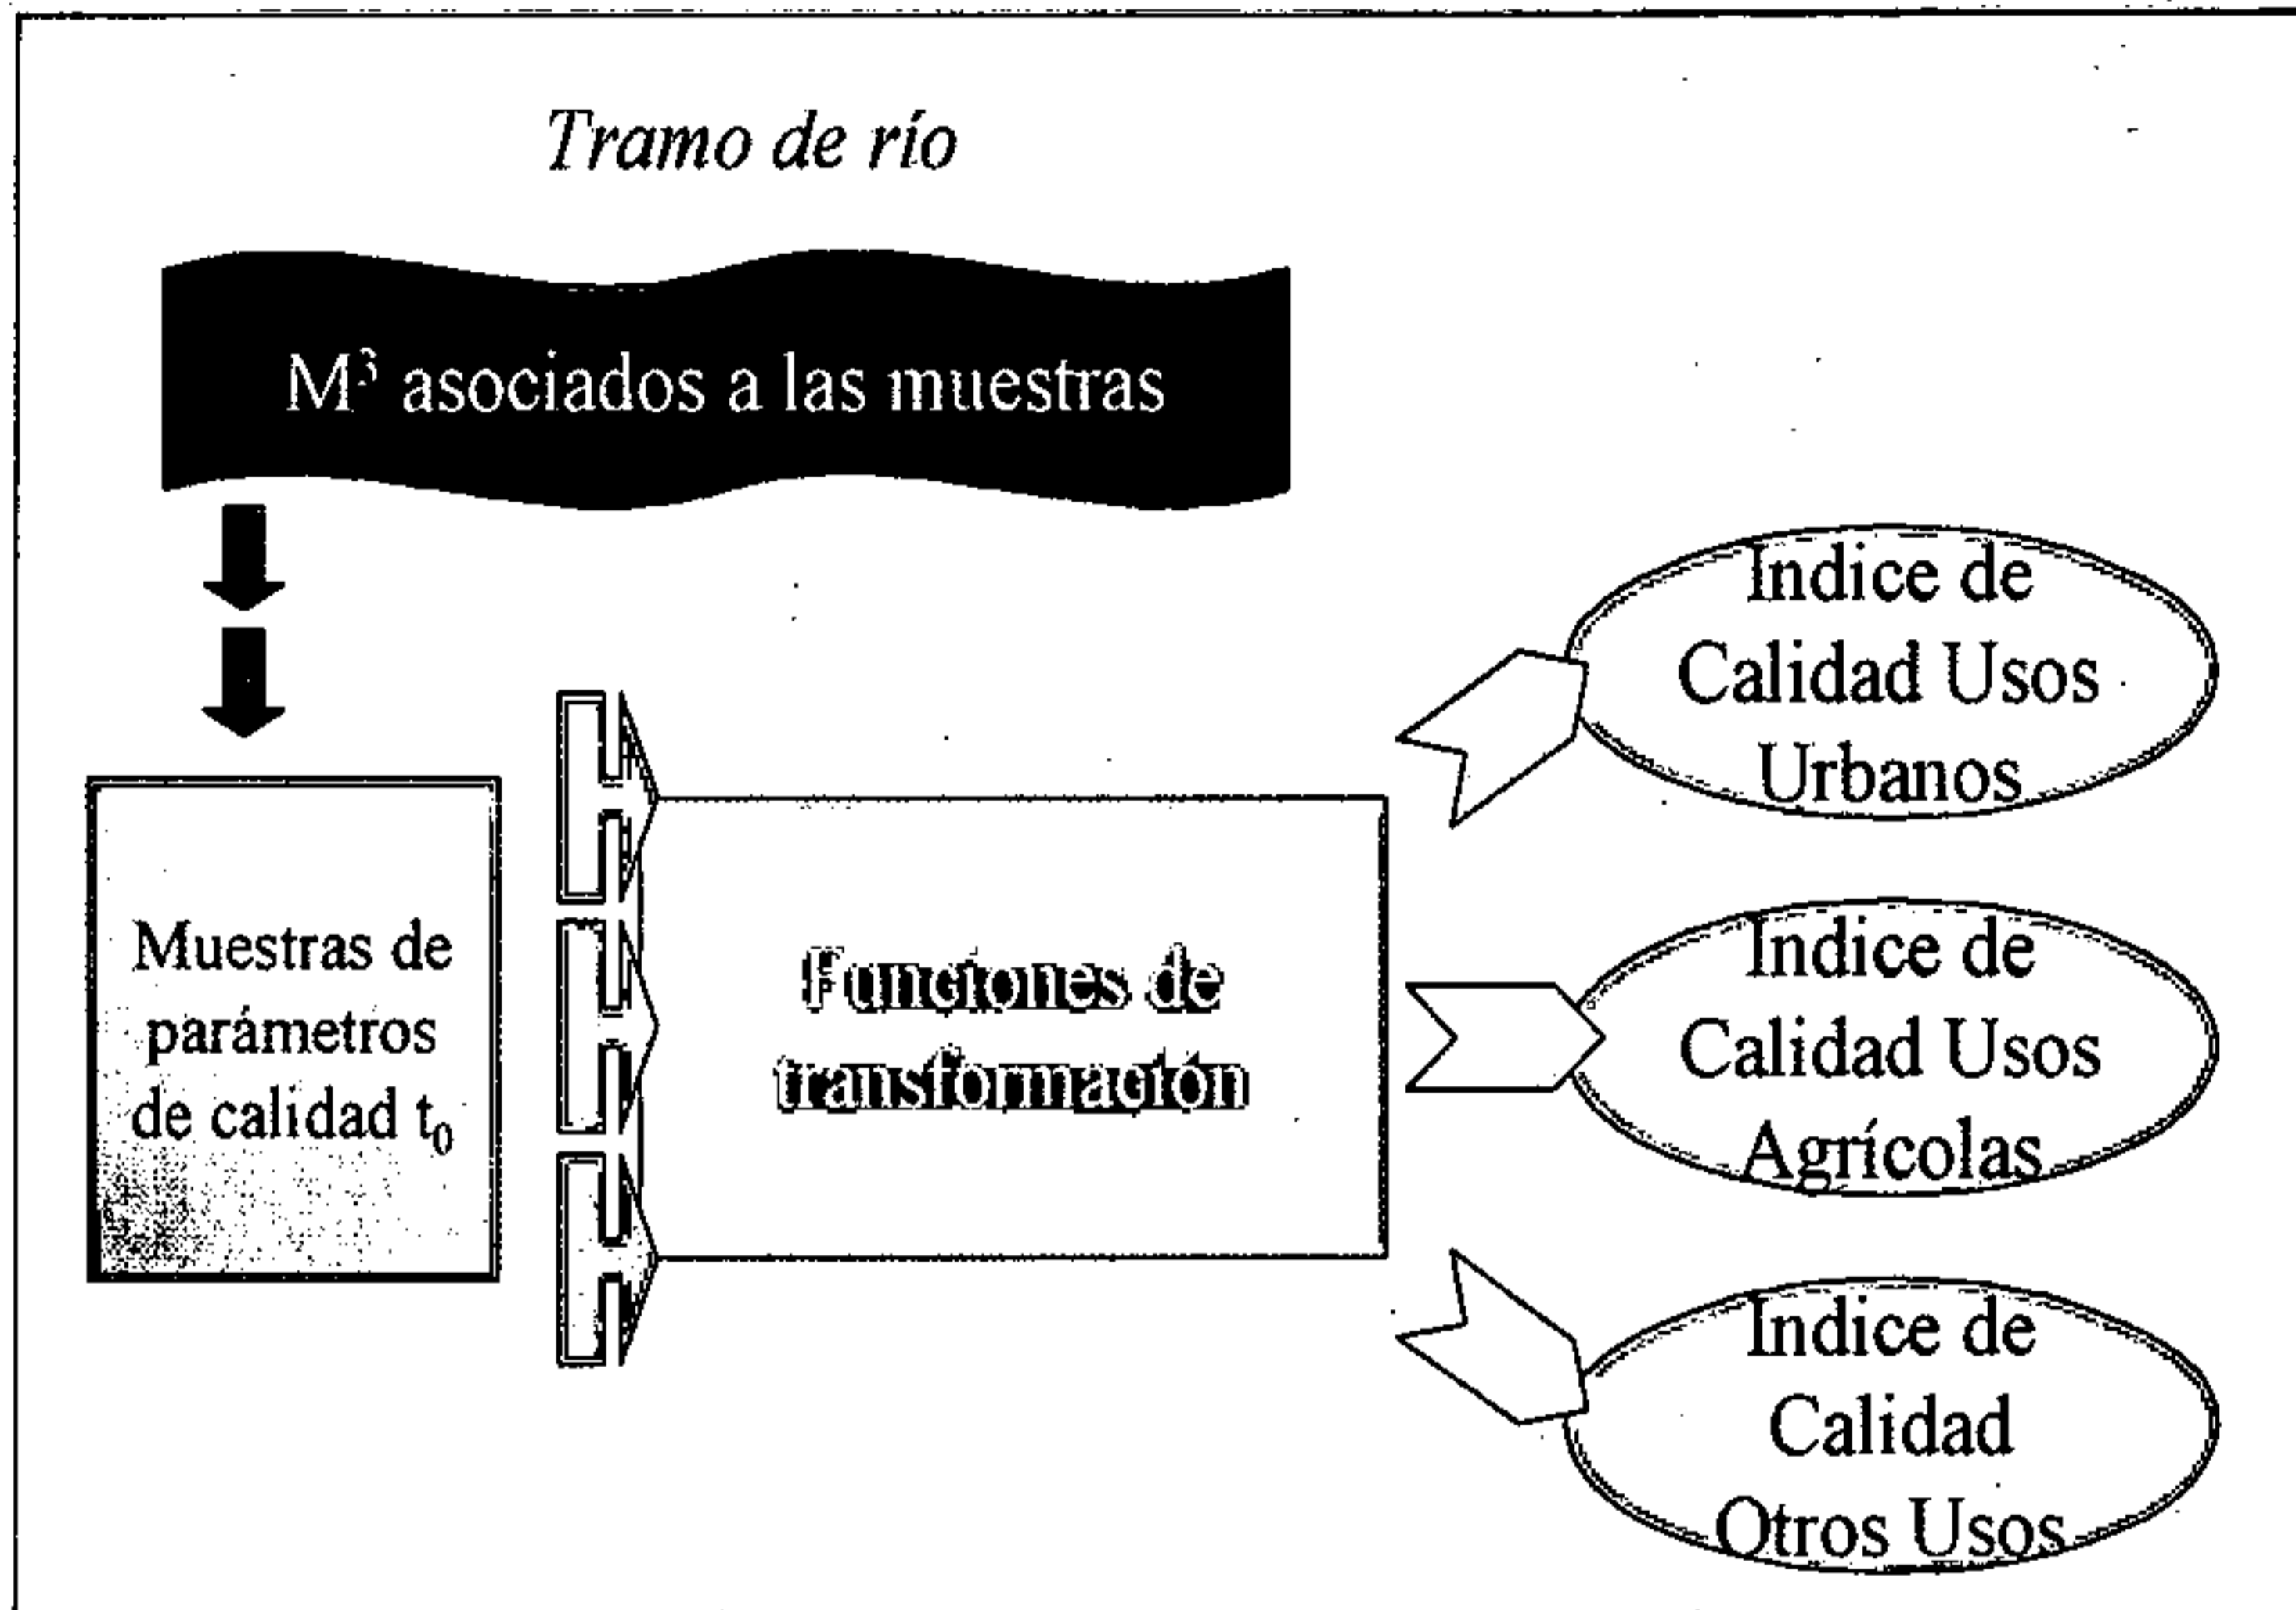 Tramo de río
M³ asociados a las muestras
Muestras de
parámetros
de calidad t₀
Funciones de
transformación
Indice de
Calidad Usos
Urbanos
Indice de
Calidad Usos
Agrícolas
Indice de
Calidad
Otros Usos